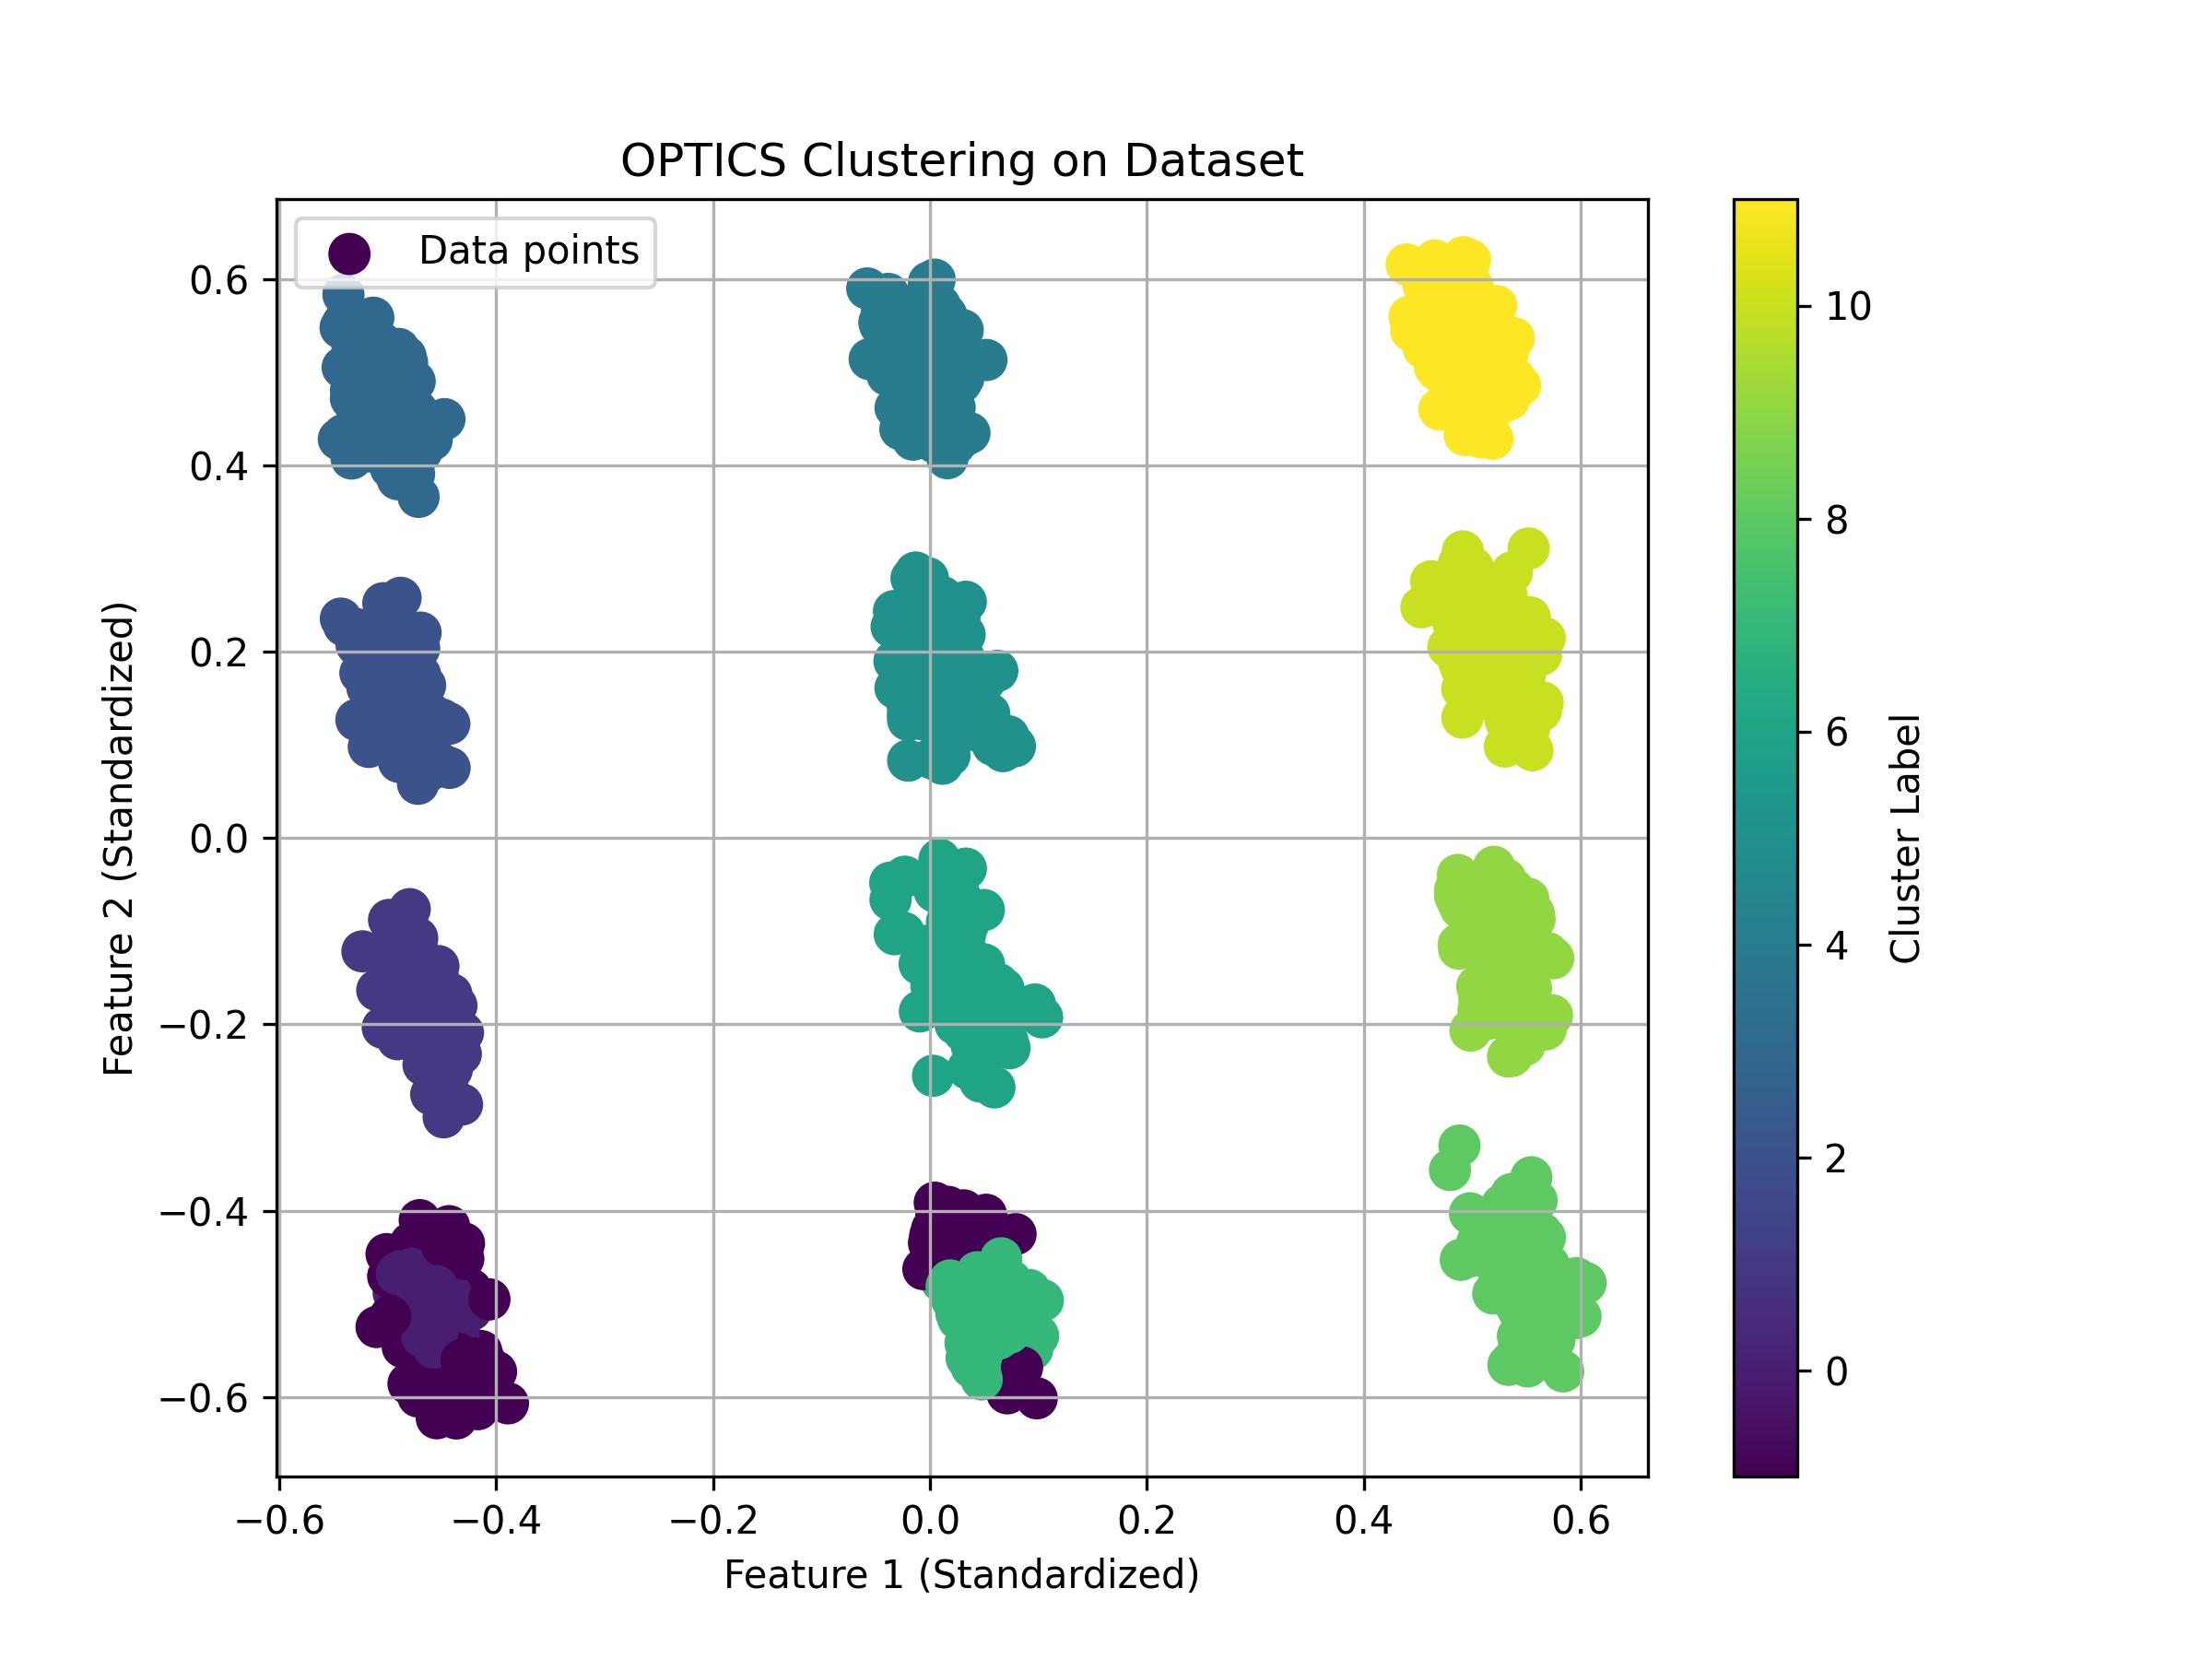 OPTICS Clustering on Dataset
Data points
0.6
0.4
0.2
0.0
−0.2
−0.4
−0.6
Feature 2 (Standardized)
−0.6 −0.4 −0.2 0.0 0.2 0.4 0.6
Feature 1 (Standardized)
10
8
6
4
2
0
Cluster Label